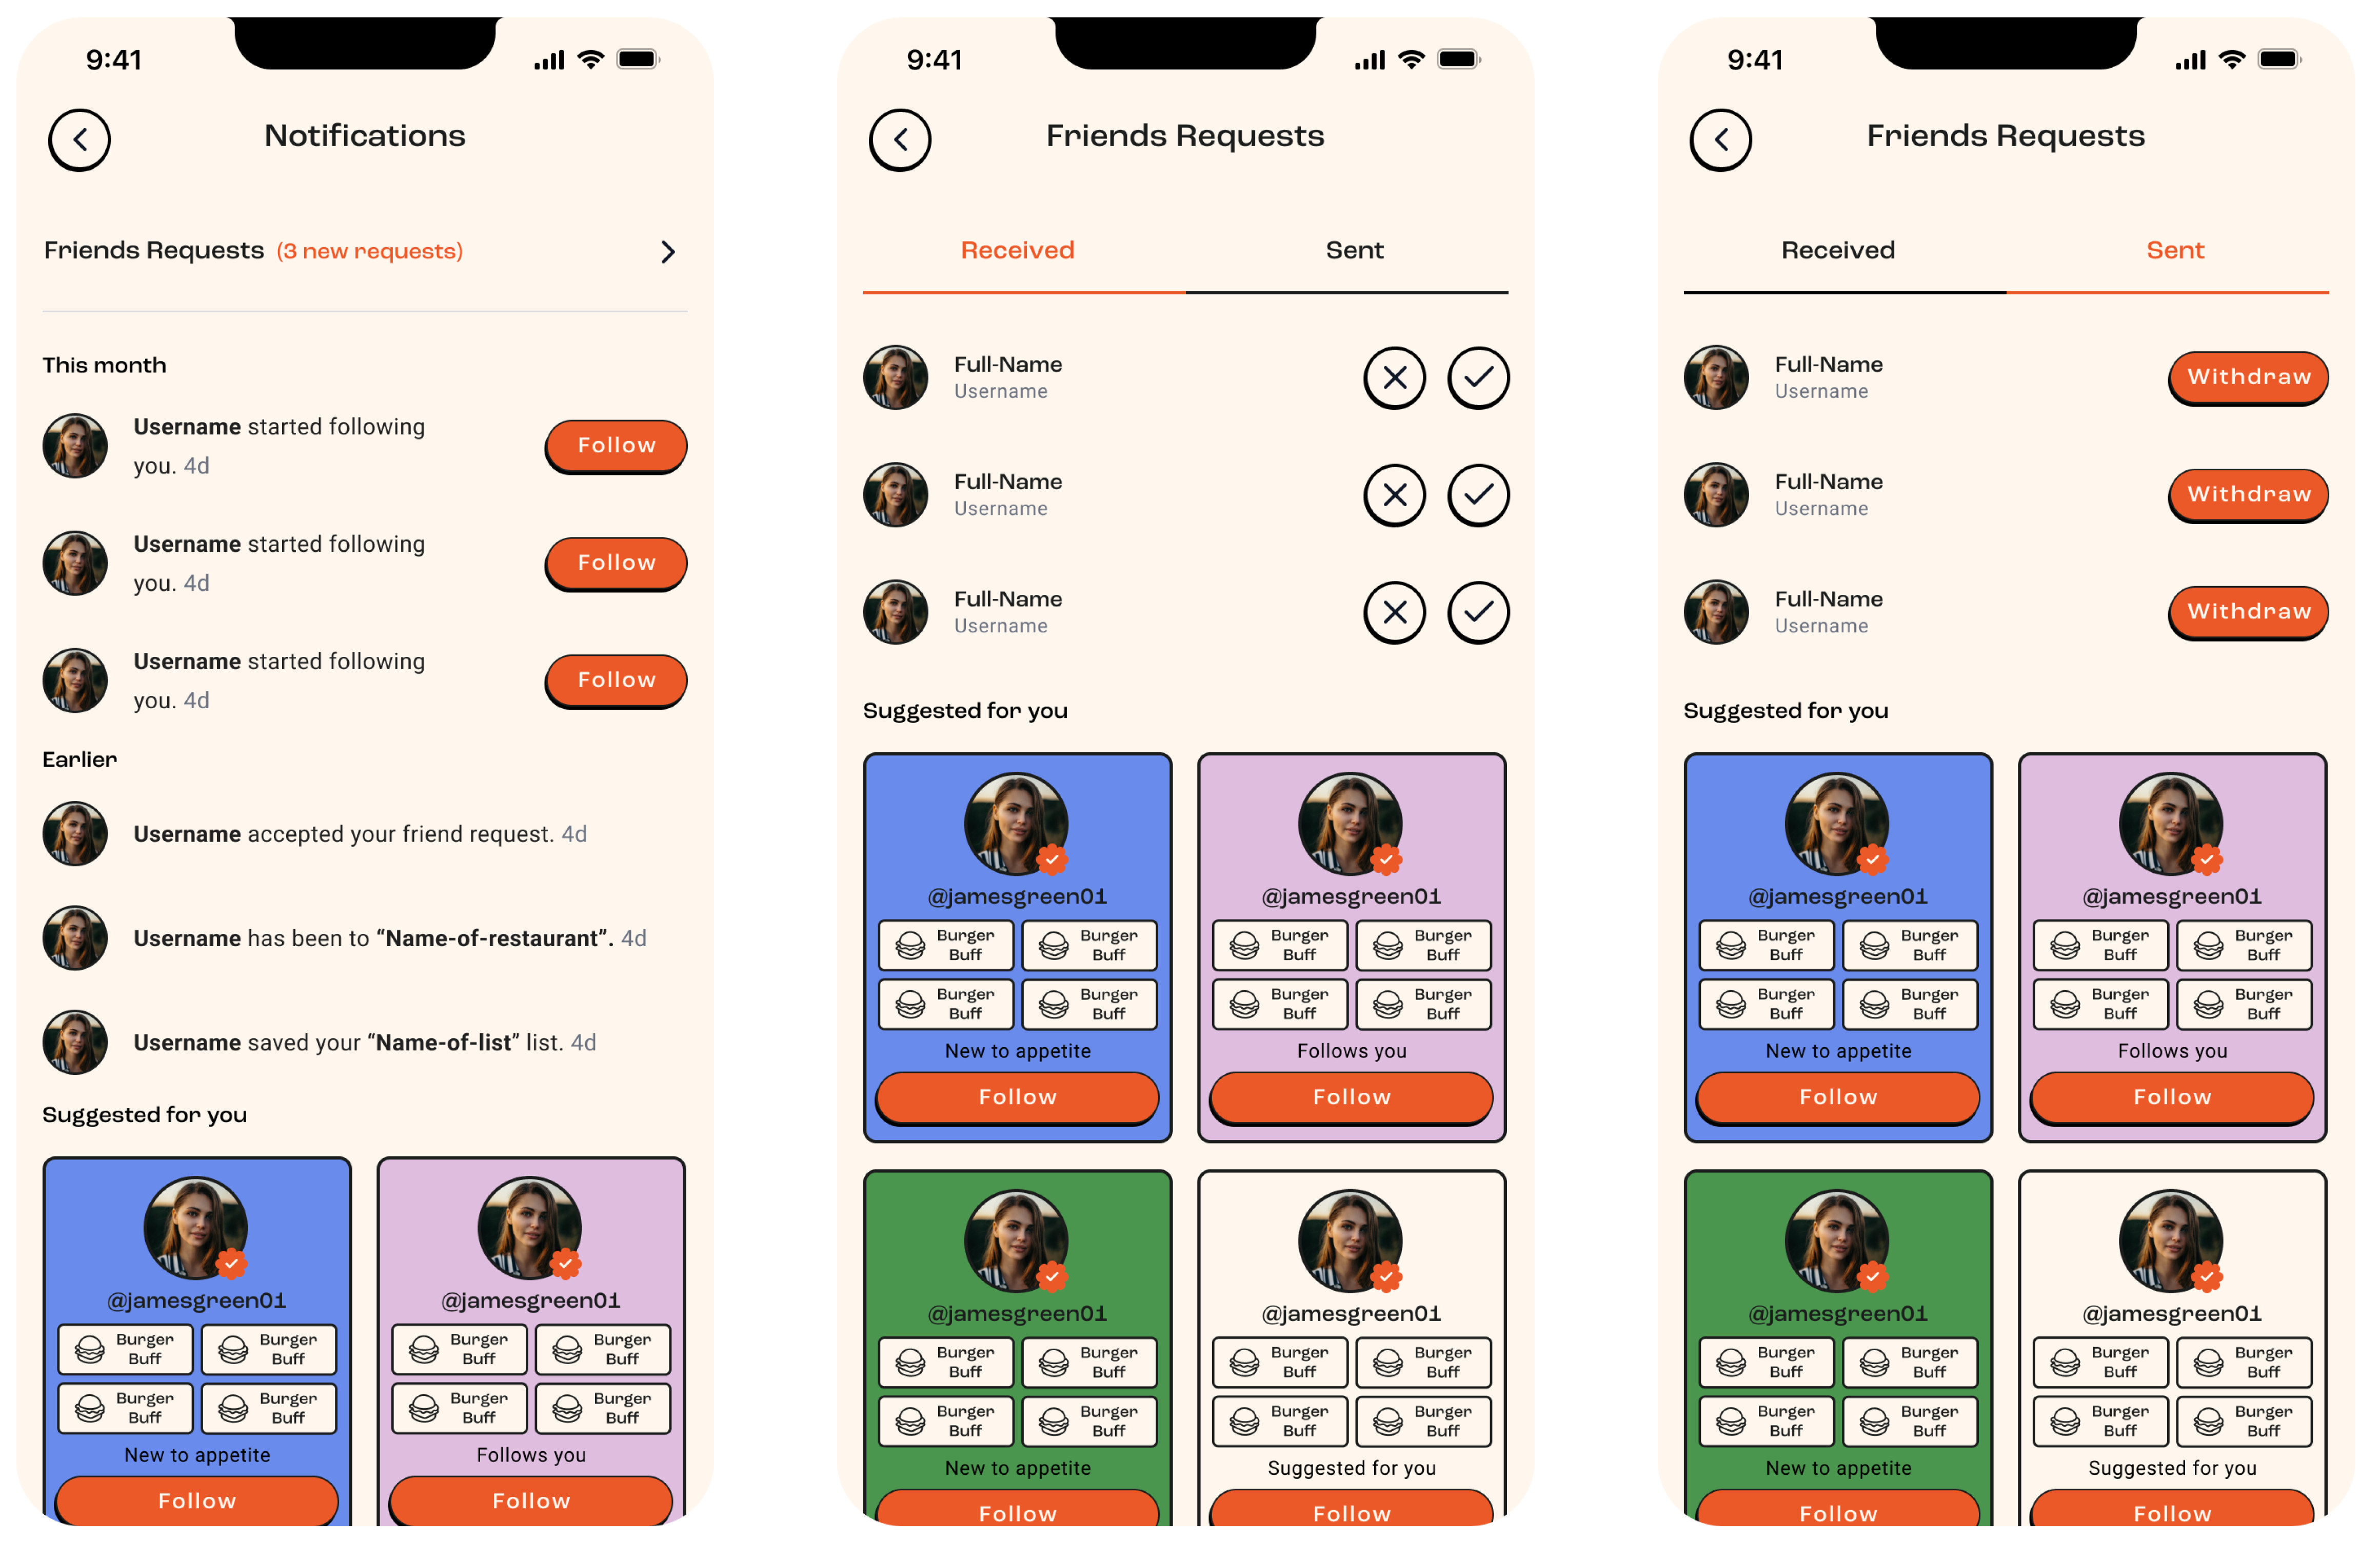 9:41
Notifications
Friends Requests (3 new requests)
This month
Username started following
you. 4d
Follow
Username started following
you. 4d
Follow
Username started following
you. 4d
Follow
Earlier
Username accepted your friend request. 4d
Username has been to “Name-of-restaurant”. 4d
Username saved your “Name-of-list” list. 4d
Suggested for you
@jamesgreen01
Burger
Buff
Burger
Buff
Burger
Buff
Burger
Buff
New to appetite
Follow
@jamesgreen01
Burger
Buff
Burger
Buff
Burger
Buff
Burger
Buff
Follows you
Follow
9:41
Friends Requests
Received
Sent
Full-Name
Username
Full-Name
Username
Full-Name
Username
Suggested for you
@jamesgreen01
Burger
Buff
Burger
Buff
Burger
Buff
Burger
Buff
New to appetite
Follow
@jamesgreen01
Burger
Buff
Burger
Buff
Burger
Buff
Burger
Buff
Follows you
Follow
@jamesgreen01
Burger
Buff
Burger
Buff
Burger
Buff
Burger
Buff
New to appetite
Follow
@jamesgreen01
Burger
Buff
Burger
Buff
Burger
Buff
Burger
Buff
Suggested for you
Follow
9:41
Friends Requests
Received
Sent
Full-Name
Username
Withdraw
Full-Name
Username
Withdraw
Full-Name
Username
Withdraw
Suggested for you
@jamesgreen01
Burger
Buff
Burger
Buff
Burger
Buff
Burger
Buff
New to appetite
Follow
@jamesgreen01
Burger
Buff
Burger
Buff
Burger
Buff
Burger
Buff
Follows you
Follow
@jamesgreen01
Burger
Buff
Burger
Buff
Burger
Buff
Burger
Buff
New to appetite
Follow
@jamesgreen01
Burger
Buff
Burger
Buff
Burger
Buff
Burger
Buff
Suggested for you
Follow